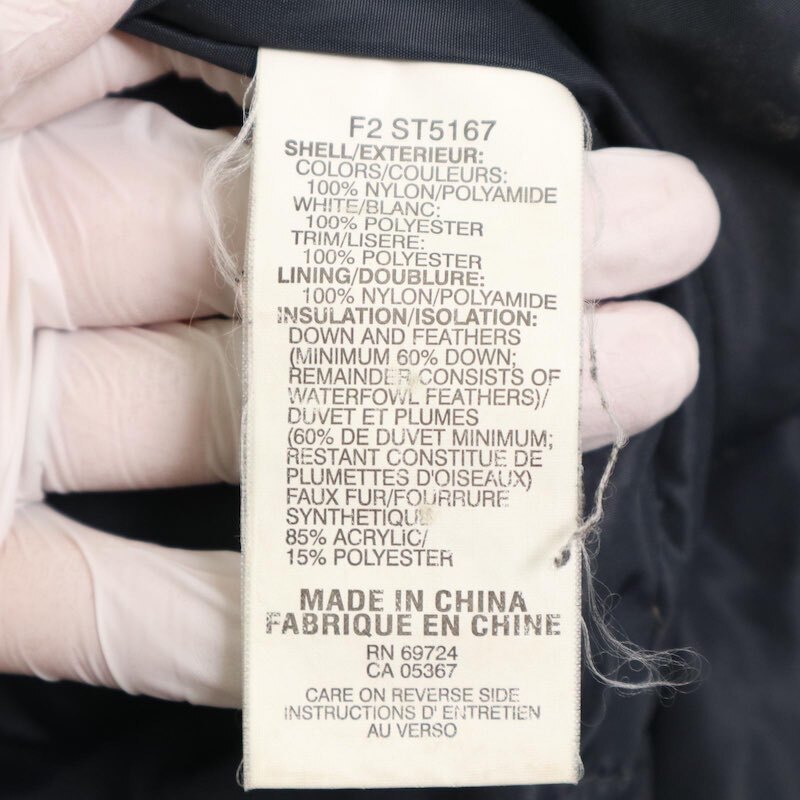 F2 ST5167
SHELL/EXTERIEUR:
COLORS/COULEURS:
100% NYLON/POLYAMIDE
WHITE/BLANC:
100% POLYESTER
TRIM/LISERE:
100% POLYESTER
LINING/DOUBLURE:
100% NYLON/POLYAMIDE
INSULATION/ISOLATION:
DOWN AND FEATHERS
(MINIMUM 60% DOWN;
REMAINDER CONSISTS OF
WATERFOWL FEATHERS)/
DUVET ET PLUMES
(60% DE DUVET MINIMUM;
RESTANT CONSTITUE DE
PLUMETTES D'OISEAUX)
FAUX FUR/FOURRURE
SYNTHETIQUE
85% ACRYLIC/
15% POLYESTER
MADE IN CHINA
FABRIQUE EN CHINE
RN 69724
CA 05367
CARE ON REVERSE SIDE
INSTRUCTIONS D' ENTRETIEN
AU VERSO